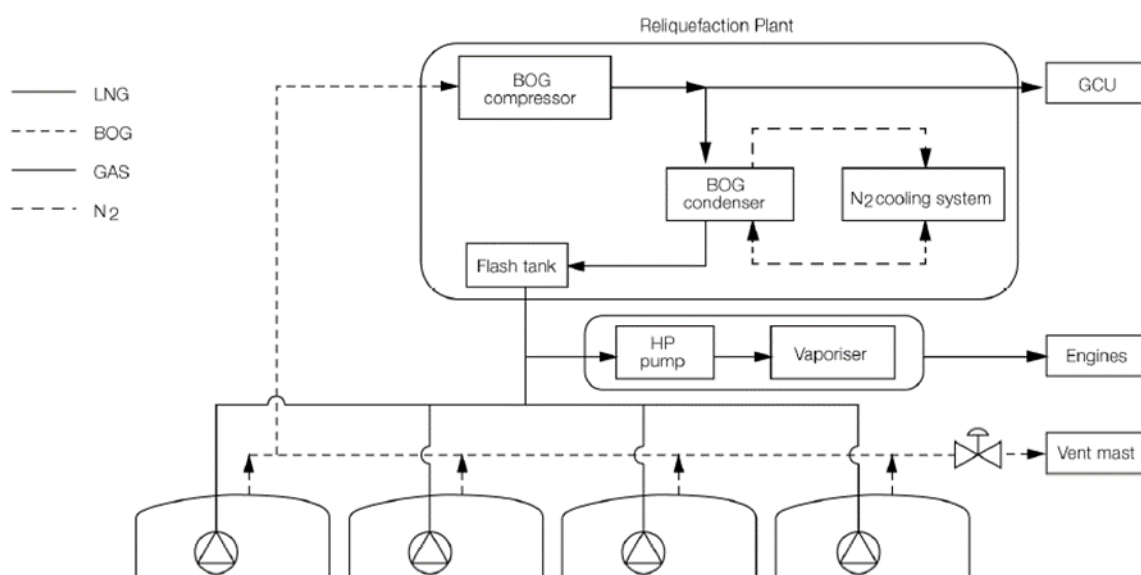 Reliquefaction Plant
LNG
BOG
GAS
N2
BOG
compressor
GCU
BOG
condenser
N2 cooling system
Flash tank
HP
pump
Vaporiser
Engines
Vent mast